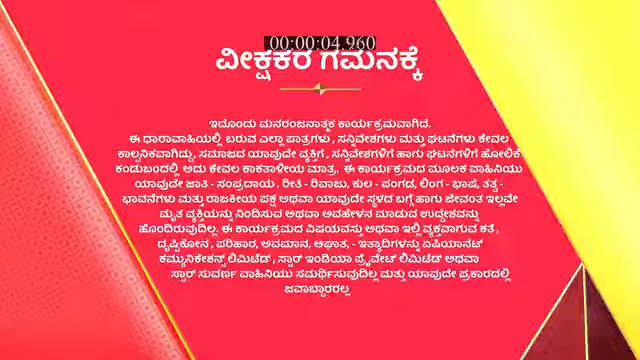 00:00:04.960
ವೀಕ್ಷಕರ ಗಮನಕ್ಕೆ
ಇದೊಂದು ಮನರಂಜನಾತ್ಮಕ ಕಾರ್ಯಕ್ರಮವಾಗಿದೆ.
ಈ ಧಾರಾವಾಹಿಯಲ್ಲಿ ಬರುವ ಎಲ್ಲಾ ಪಾತ್ರಗಳು , ಸನ್ನಿವೇಶಗಳು ಮತ್ತು ಘಟನೆಗಳು ಕೇವಲ
ಕಾಲ್ಪನಿಕವಾಗಿದ್ದು, ಸಮಾಜದ ಯಾವುದೇ ವ್ಯಕ್ತಿಗೆ , ಸನ್ನಿವೇಶಗಳಿಗೆ ಹಾಗು ಘಟನೆಗಳಿಗೆ ಹೋಲಿಕೆ
ಕಂಡುಬಂದಲ್ಲಿ ಅದು ಕೇವಲ ಕಾಕತಾಳೀಯ ಮಾತ್ರ, ಈ ಕಾರ್ಯಕ್ರಮದ ಮೂಲಕ ವಾಹಿನಿಯು
ಯಾವುದೇ ಜಾತಿ - ಸಂಪ್ರದಾಯ , ರೀತಿ - ರಿವಾಜು, ಕುಲ - ಪಂಗಡ, ಲಿಂಗ - ಭಾಷೆ, ತತ್ವ -
ಭಾವನೆಗಳು ಮತ್ತು ರಾಜಕೀಯ ಪಕ್ಷ ಅಥವಾ ಯಾವುದೇ ಸ್ಥಳದ ಬಗ್ಗೆ ಹಾಗು ಜೀವಂತ ಇಲ್ಲವೇ
ಮೃತ ವ್ಯಕ್ತಿಯನ್ನು ನಿಂದಿಸುವ ಅಥವಾ ಅವಹೇಳನ ಮಾಡುವ ಉದ್ದೇಶವನ್ನು
ಹೊಂದಿರುವುದಿಲ್ಲ. ಈ ಕಾರ್ಯಕ್ರಮದ ವಿಷಯವಸ್ತು ಅಥವಾ ಇಲ್ಲಿ ವ್ಯಕ್ತವಾಗುವ ಕತೆ ,
ದೃಷ್ಟಿಕೋನ , ಪರಿಹಾರ, ಅವಮಾನ, ಆಘಾತ, - ಇತ್ಯಾದಿಗಳನ್ನು ಏಷಿಯಾನೆಟ್
ಕಮ್ಯುನಿಕೇಶನ್ಸ್ ಲಿಮಿಟೆಡ್ , ಸ್ಟಾರ್ ಇಂಡಿಯಾ ಪ್ರೈವೇಟ್ ಲಿಮಿಟೆಡ್ ಅಥವಾ
ಸ್ಟಾರ್ ಸುವರ್ಣ ವಾಹಿನಿಯು ಸಮರ್ಥಿಸುವುದಿಲ್ಲ ಮತ್ತು ಯಾವುದೇ ಪ್ರಕಾರದಲ್ಲಿ
ಜವಾಬ್ದಾರರಲ್ಲ